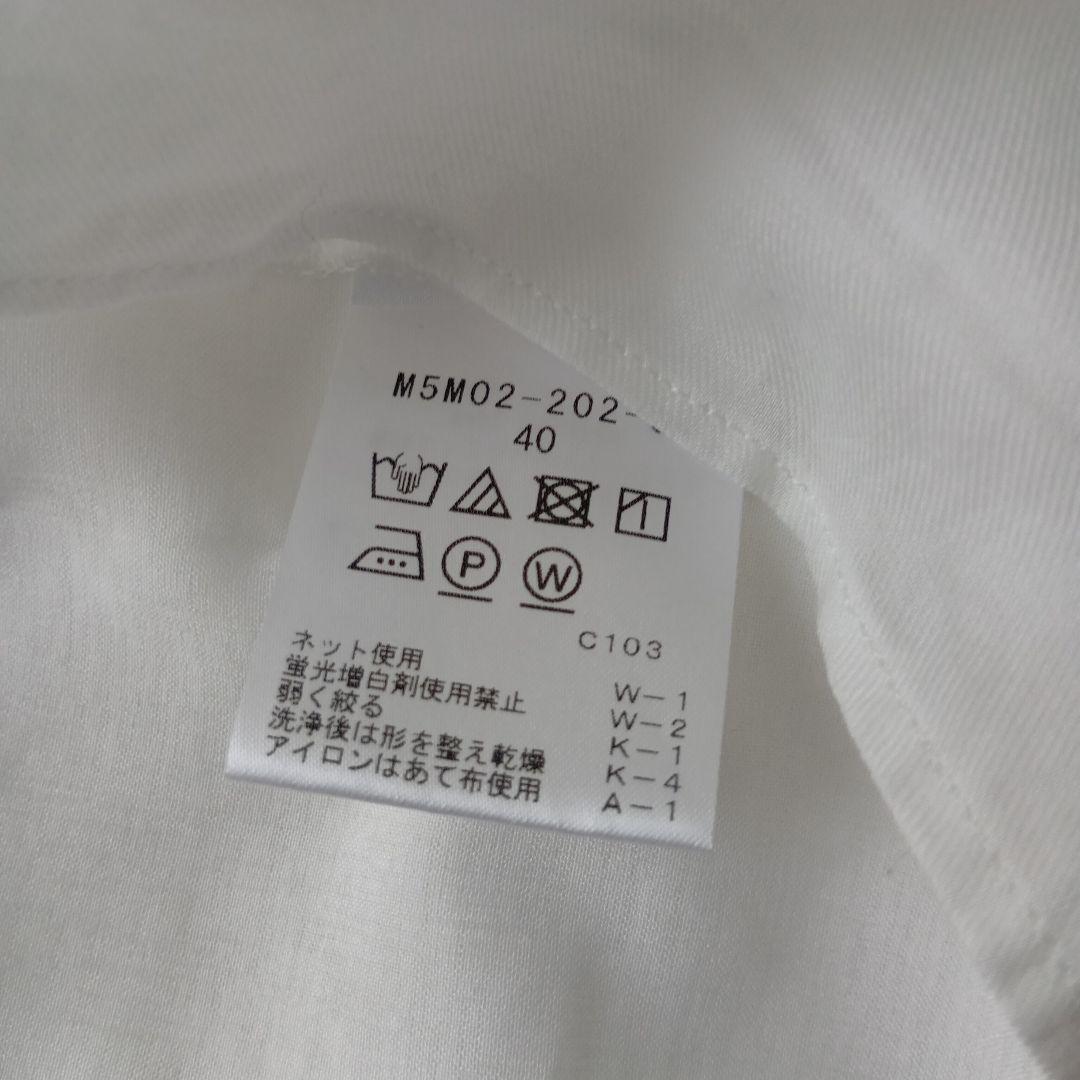 M5M02-202-
40
P W
C103
ネット使用 W-1
蛍光増白剤使用禁止 W-2
弱く絞る K-1
洗浄後は形を整え乾燥 K-4
アイロンはあて布使用 A-1